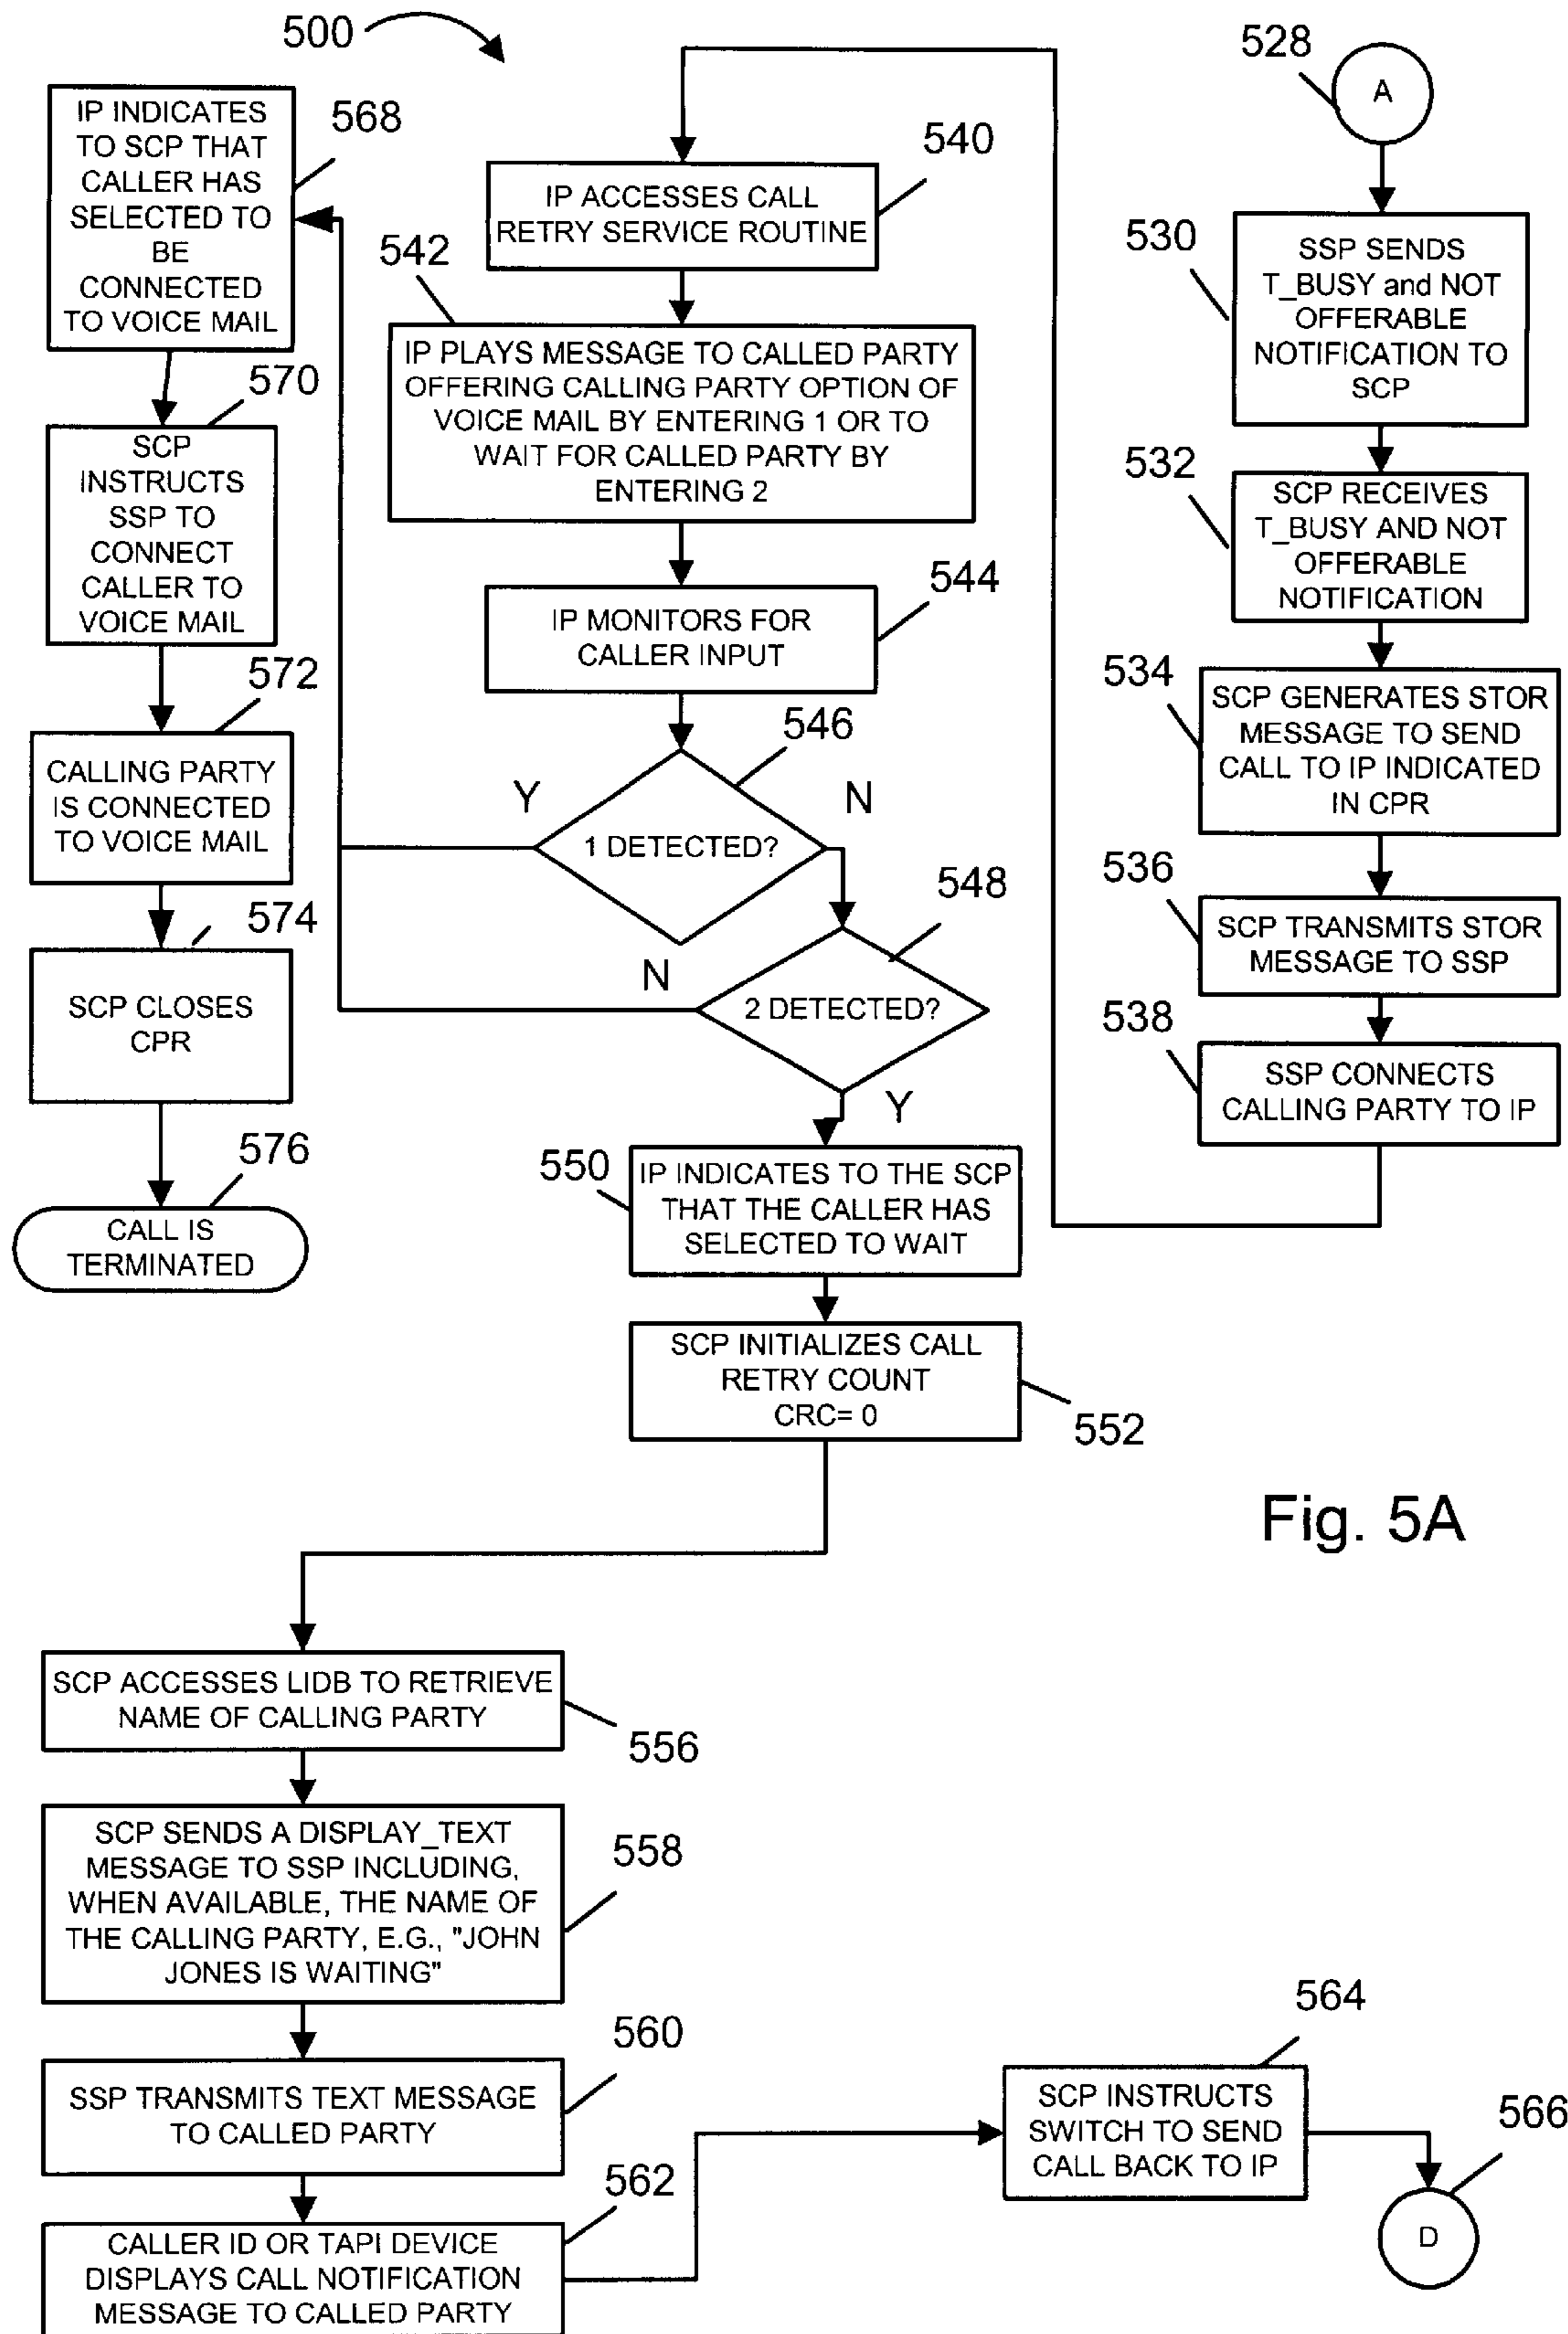 500
528
A
530
SSP SENDS
T_BUSY and NOT
OFFERABLE
NOTIFICATION TO
SCP
532
SCP RECEIVES
T_BUSY AND NOT
OFFERABLE
NOTIFICATION
534
SCP GENERATES STOR
MESSAGE TO SEND
CALL TO IP INDICATED
IN CPR
536
SCP TRANSMITS STOR
MESSAGE TO SSP
538
SSP CONNECTS
CALLING PARTY TO IP
540
IP ACCESSES CALL
RETRY SERVICE ROUTINE
542
IP PLAYS MESSAGE TO CALLED PARTY
OFFERING CALLING PARTY OPTION OF
VOICE MAIL BY ENTERING 1 OR TO
WAIT FOR CALLED PARTY BY
ENTERING 2
544
IP MONITORS FOR
CALLER INPUT
546
Y
N
1 DETECTED?
548
N
2 DETECTED?
Y
550
IP INDICATES TO THE SCP
THAT THE CALLER HAS
SELECTED TO WAIT
SCP INITIALIZES CALL
RETRY COUNT
CRC= 0
552
568
IP INDICATES
TO SCP THAT
CALLER HAS
SELECTED TO
BE
CONNECTED
TO VOICE MAIL
570
SCP
INSTRUCTS
SSP TO
CONNECT
CALLER TO
VOICE MAIL
572
CALLING PARTY
IS CONNECTED
TO VOICE MAIL
574
SCP CLOSES
CPR
576
CALL IS
TERMINATED
Fig. 5A
SCP ACCESSES LIDB TO RETRIEVE
NAME OF CALLING PARTY
556
SCP SENDS A DISPLAY_TEXT
MESSAGE TO SSP INCLUDING,
WHEN AVAILABLE, THE NAME OF
THE CALLING PARTY, E.G., "JOHN
JONES IS WAITING"
558
560
SSP TRANSMITS TEXT MESSAGE
TO CALLED PARTY
562
CALLER ID OR TAPI DEVICE
DISPLAYS CALL NOTIFICATION
MESSAGE TO CALLED PARTY
564
SCP INSTRUCTS
SWITCH TO SEND
CALL BACK TO IP
566
D